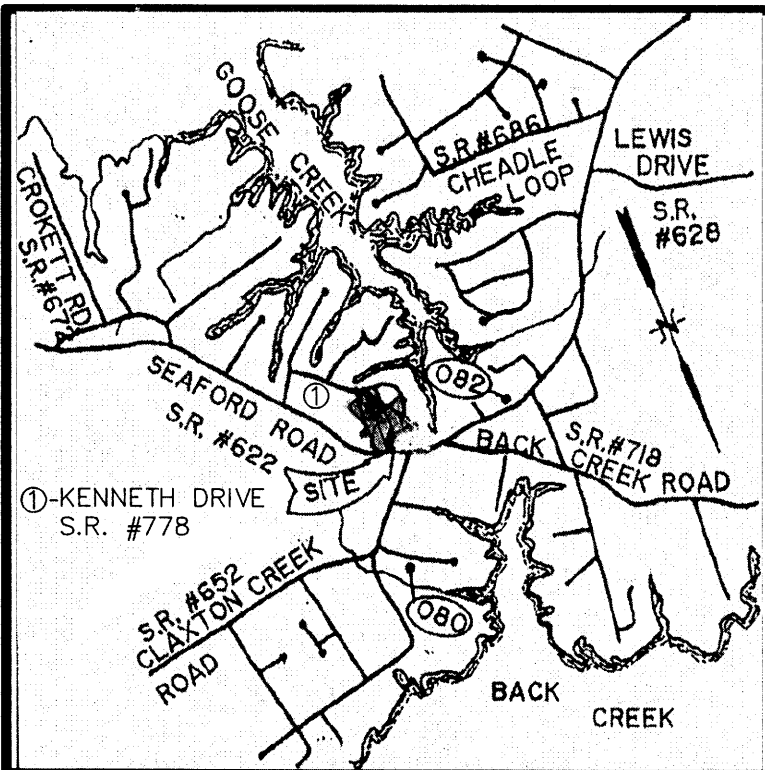 GOOSE
CREEK
S.R.#686
CHEADLE
LOOP
LEWIS
DRIVE
S.R.
#628
CROKETT RD
S.R.#672
N
SEAFORD ROAD
S.R. #622
①
082
BACK CREEK ROAD
S.R.#718
SITE
①-KENNETH DRIVE
S.R. #778
S.R. #652
CLAXTON CREEK
ROAD
080
BACK
CREEK